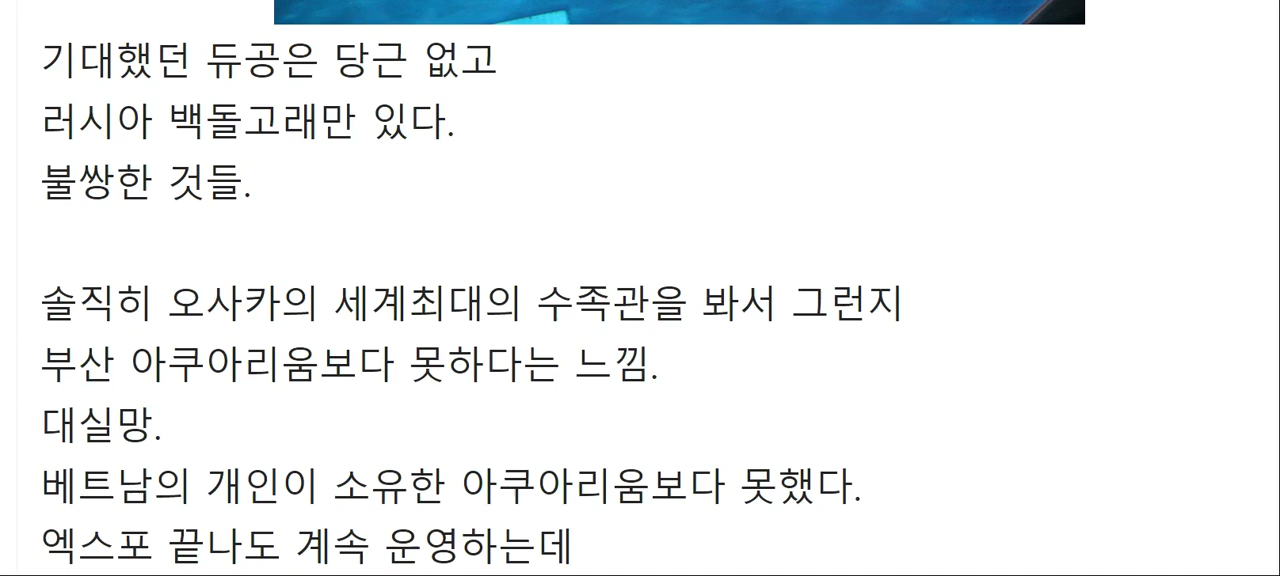 기대했던 듀공은 당근 없고
러시아 백돌고래만 있다.
불쌍한 것들.
솔직히 오사카의 세계최대의 수족관을 봐서 그런지
부산 아쿠아리움보다 못하다는 느낌.
대실망.
베트남의 개인이 소유한 아쿠아리움보다 못했다.
엑스포 끝나도 계속 운영하는데